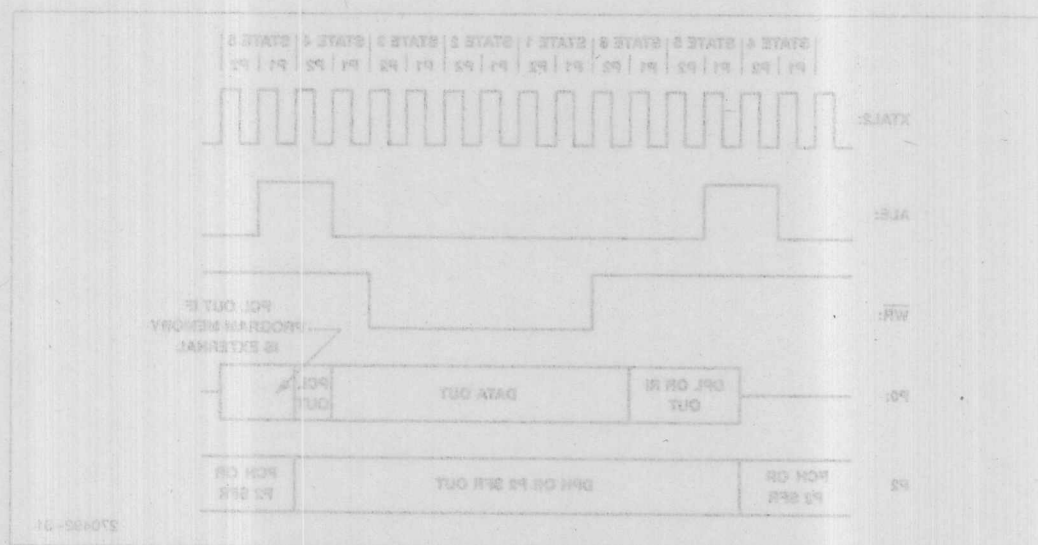 STATE 4 | STATE 5 | STATE 6 | STATE 1 | STATE 2 | STATE 3 | STATE 4 | STATE 5
P1 | P2 | P1 | P2 | P1 | P2 | P1 | P2 | P1 | P2 | P1 | P2 | P1 | P2 | P1 | P2
XTAL2:
ALE:
WR:
PCL OUT IF
PROGRAM MEMORY
IS EXTERNAL
P0:
DPL OR RI
OUT
DATA OUT
PCL
OUT
P2
PCH OR
P2 SFR
DPH OR P2 SFR OUT
PCH OR
P2 SFR
270492-31